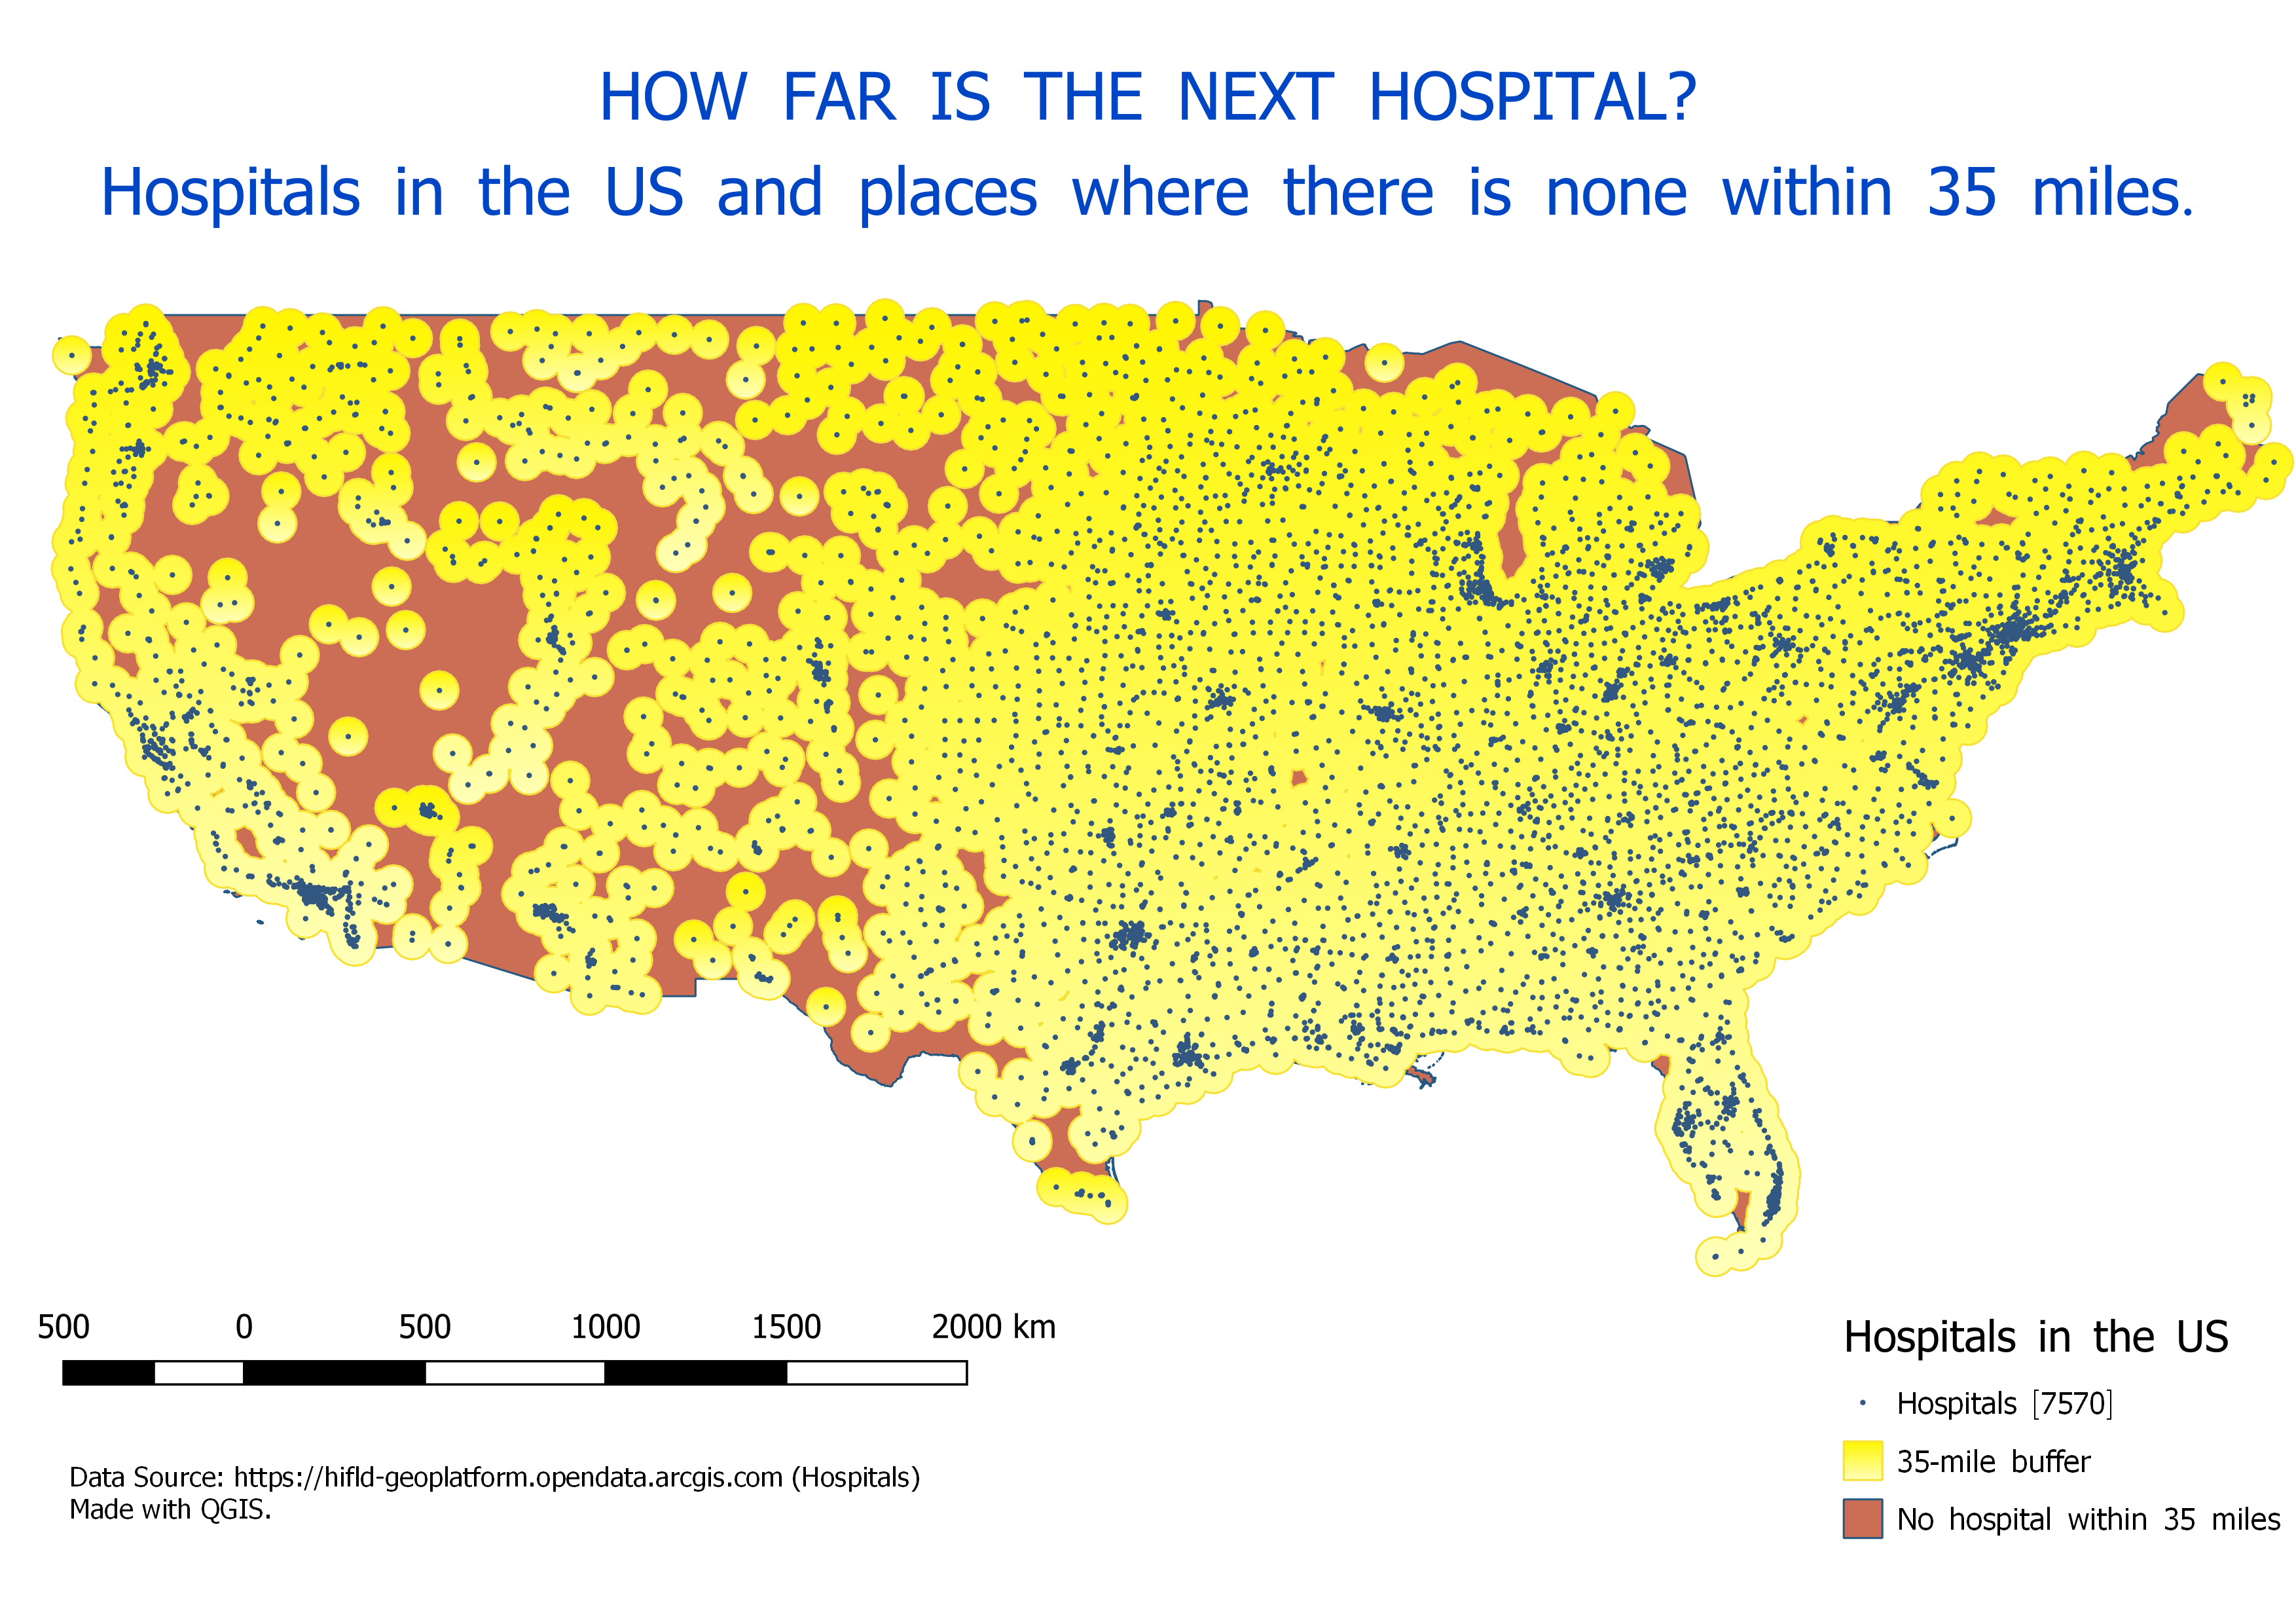 HOW FAR IS THE NEXT HOSPITAL?
Hospitals in the US and places where there is none within 35 miles.
500 0 500 1000 1500 2000 km
Hospitals in the US
Hospitals [7570]
35-mile buffer
No hospital within 35 miles
Data Source: https://hifld-geoplatform.opendata.arcgis.com (Hospitals)
Made with QGIS.